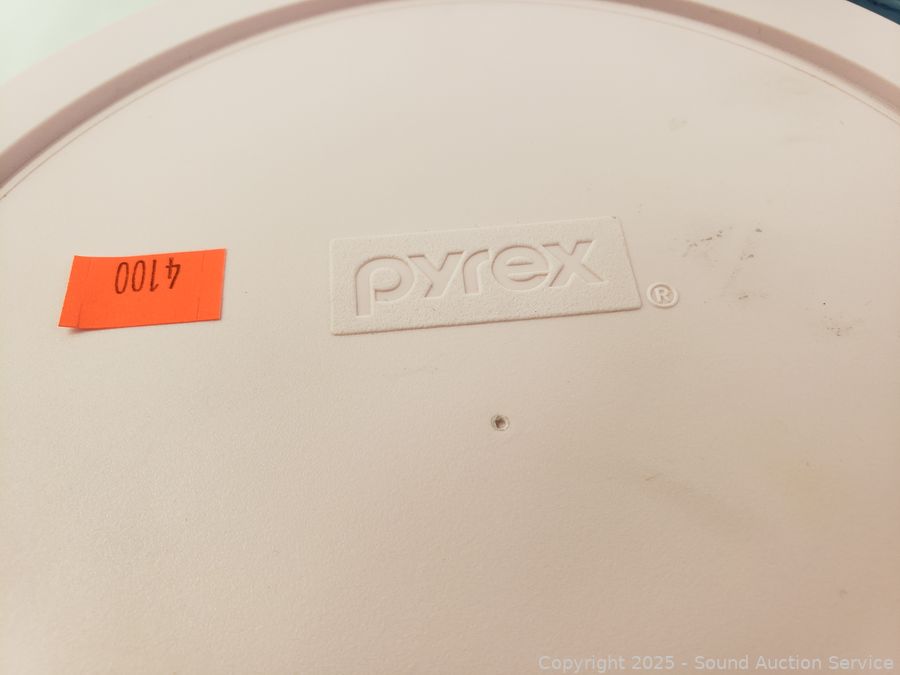 4100
pyrex
®
Copyright 2025 - Sound Auction Service